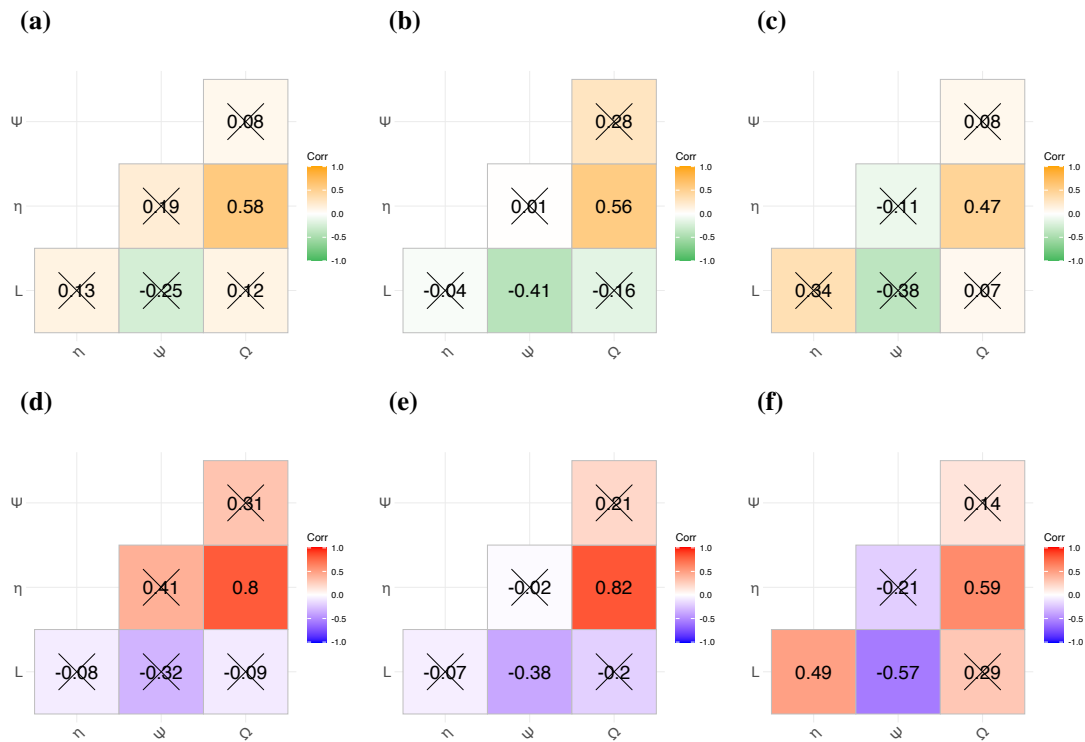 (a)
(b)
(c)
Ψ
0.08
η
0.19
0.58
L
0.13
-0.25
0.12
η
Ψ
Ω
Corr
1.0
0.5
0.0
-0.5
-1.0
Ψ
0.28
η
0.01
0.56
L
-0.04
-0.41
-0.16
η
Ψ
Ω
Corr
1.0
0.5
0.0
-0.5
-1.0
Ψ
0.08
η
-0.11
0.47
L
0.34
-0.38
0.07
η
Ψ
Ω
Corr
1.0
0.5
0.0
-0.5
-1.0
(d)
(e)
(f)
Ψ
0.31
η
0.41
0.8
L
-0.08
-0.32
-0.09
η
Ψ
Ω
Corr
1.0
0.5
0.0
-0.5
-1.0
Ψ
0.21
η
-0.02
0.82
L
-0.07
-0.38
-0.2
η
Ψ
Ω
Corr
1.0
0.5
0.0
-0.5
-1.0
Ψ
0.14
η
-0.21
0.59
L
0.49
-0.57
0.29
η
Ψ
Ω
Corr
1.0
0.5
0.0
-0.5
-1.0